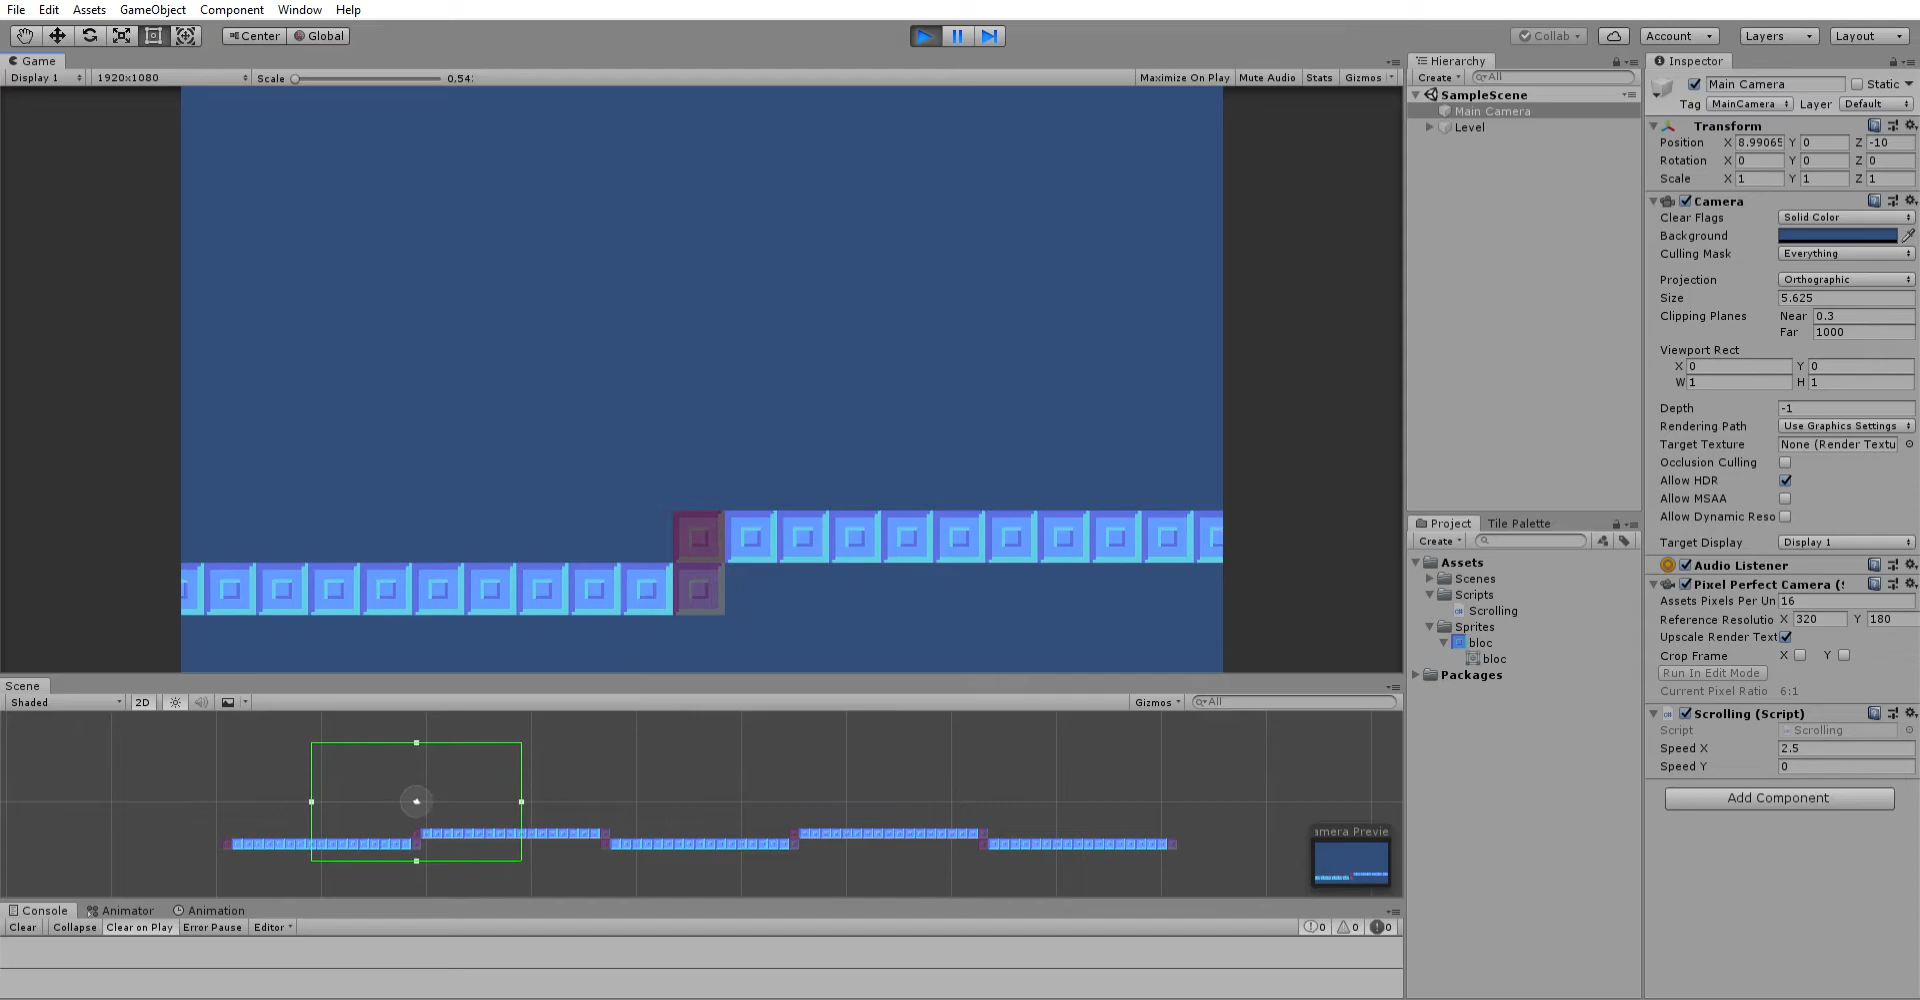 File Edit Assets GameObject Component Window Help
Center Global Collab Account Layers Layout
Game
Display 1 1920x1080 Scale 0,54 Maximize On Play Mute Audio Stats Gizmos
Hierarchy
Create All
SampleScene
Main Camera
Level
Inspector
Main Camera Static
Tag MainCamera Layer Default
Transform
Position X 8.99065 Y 0 Z -10
Rotation X 0 Y 0 Z 0
Scale X 1 Y 1 Z 1
Camera
Clear Flags Solid Color
Background
Culling Mask Everything
Projection Orthographic
Size 5.625
Clipping Planes Near 0.3
Far 1000
Viewport Rect
X 0 Y 0
W 1 H 1
Depth -1
Rendering Path Use Graphics Settings
Target Texture None (Render Textu
Occlusion Culling
Allow HDR
Allow MSAA
Allow Dynamic Reso
Target Display Display 1
Audio Listener
Pixel Perfect Camera (
Assets Pixels Per Un 16
Reference Resolutio X 320 Y 180
Upscale Render Text
Crop Frame X Y
Run In Edit Mode
Current Pixel Ratio 6:1
Scrolling (Script)
Script Scrolling
Speed X 2.5
Speed Y 0
Add Component
Project Tile Palette
Create
Assets
Scenes
Scripts
Scrolling
Sprites
bloc
bloc
Packages
Scene
Shaded 2D Gizmos All
amera Previe
Console Animator Animation
Clear Collapse Clear on Play Error Pause Editor 0 0 0